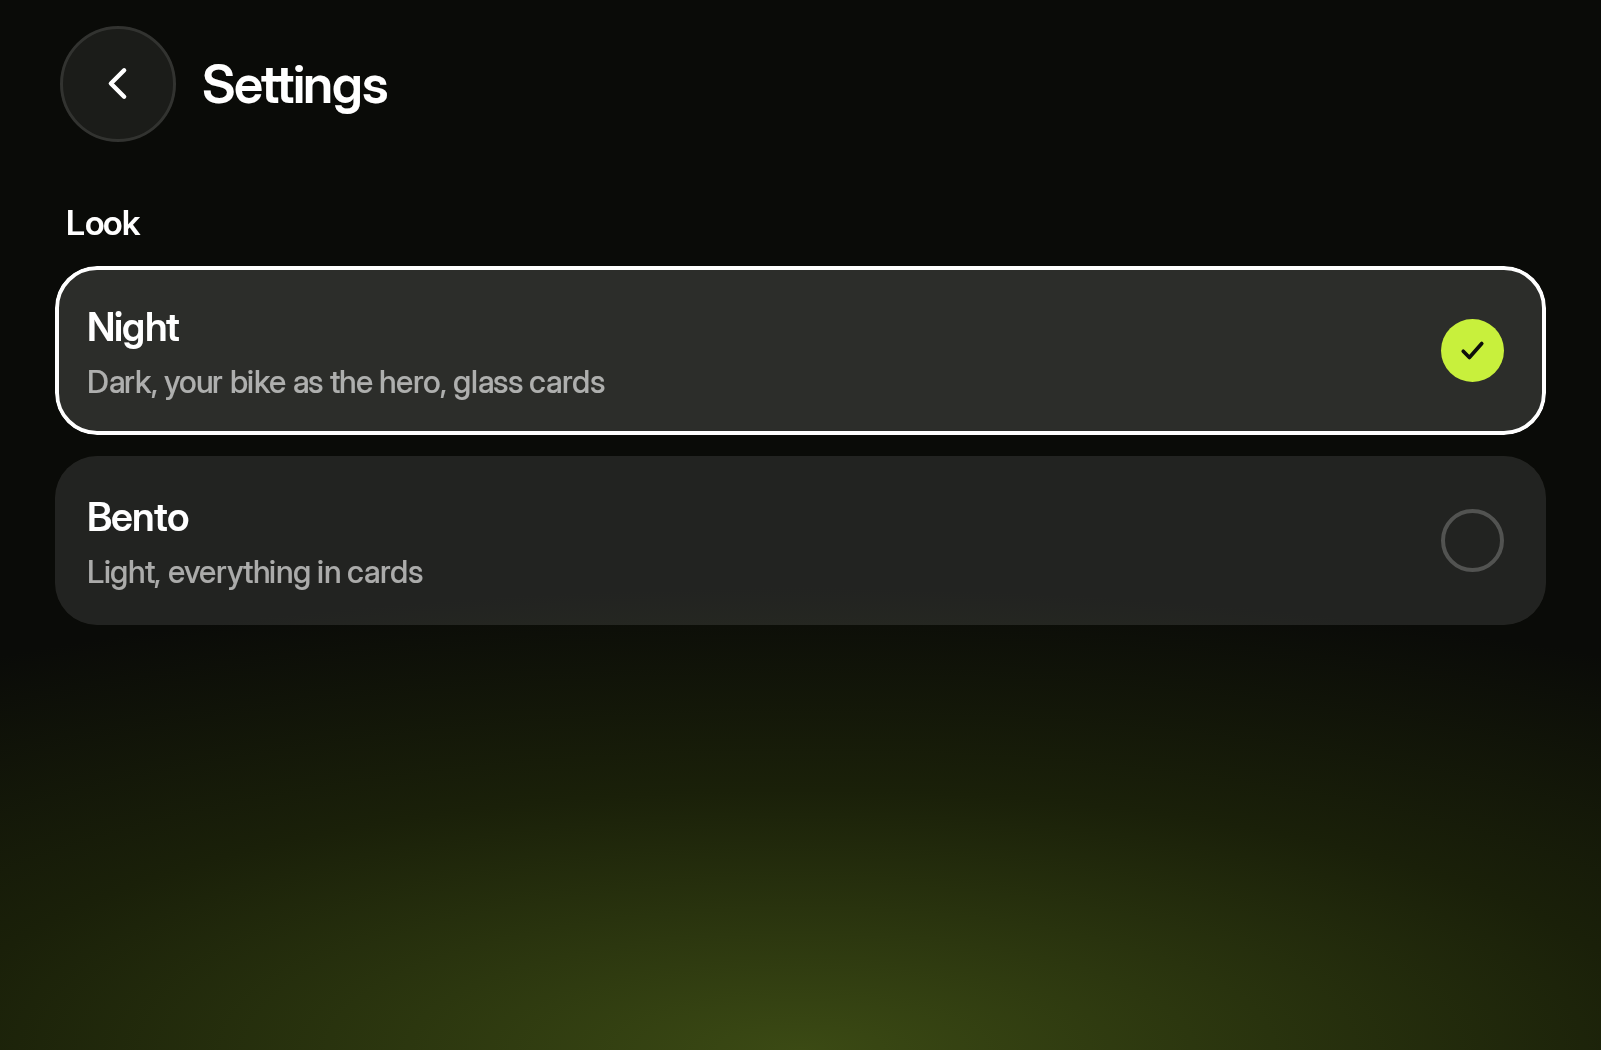 Settings
Look
Night
Dark, your bike as the hero, glass cards
Bento
Light, everything in cards